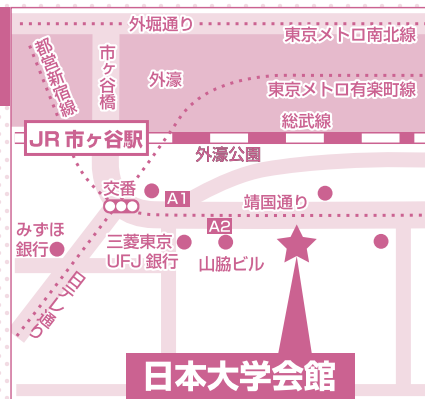 外堀通り
東京メトロ南北線
都営新宿線
市ヶ谷橋
外濠
東京メトロ有楽町線
総武線
JR 市ヶ谷駅
外濠公園
交番
A1
靖国通り
みずほ
銀行
A2
三菱東京
UFJ 銀行
山脇ビル
日テレ通り
日本大学会館